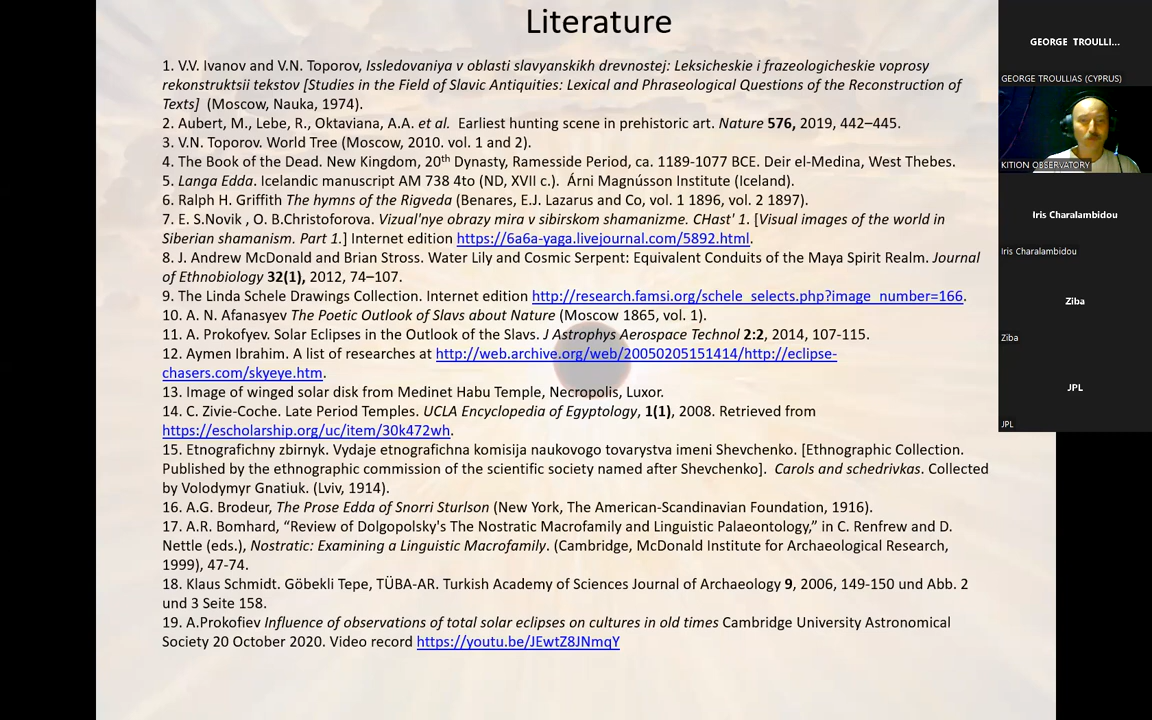 Literature
1. V.V. Ivanov and V.N. Toporov, Issledovaniya v oblasti slavyanskikh drevnostej: Leksicheskie i frazeologicheskie voprosy
rekonstruktsii tekstov [Studies in the Field of Slavic Antiquities: Lexical and Phraseological Questions of the Reconstruction of
Texts] (Moscow, Nauka, 1974).
2. Aubert, M., Lebe, R., Oktaviana, A.A. et al. Earliest hunting scene in prehistoric art. Nature 576, 2019, 442–445.
3. V.N. Toporov. World Tree (Moscow, 2010. vol. 1 and 2).
4. The Book of the Dead. New Kingdom, 20th Dynasty, Ramesside Period, ca. 1189-1077 BCE. Deir el-Medina, West Thebes.
5. Langa Edda. Icelandic manuscript AM 738 4to (ND, XVII c.). Árni Magnússon Institute (Iceland).
6. Ralph H. Griffith The hymns of the Rigveda (Benares, E.J. Lazarus and Co, vol. 1 1896, vol. 2 1897).
7. E. S.Novik , O. B.Christoforova. Vizual'nye obrazy mira v sibirskom shamanizme. CHast' 1. [Visual images of the world in
Siberian shamanism. Part 1.] Internet edition https://6a6a-yaga.livejournal.com/5892.html.
8. J. Andrew McDonald and Brian Stross. Water Lily and Cosmic Serpent: Equivalent Conduits of the Maya Spirit Realm. Journal
of Ethnobiology 32(1), 2012, 74–107.
9. The Linda Schele Drawings Collection. Internet edition http://research.famsi.org/schele_selects.php?image_number=166.
10. A. N. Afanasyev The Poetic Outlook of Slavs about Nature (Moscow 1865, vol. 1).
11. A. Prokofyev. Solar Eclipses in the Outlook of the Slavs. J Astrophys Aerospace Technol 2:2, 2014, 107-115.
12. Aymen Ibrahim. A list of researches at http://web.archive.org/web/20050205151414/http://eclipse-
chasers.com/skyeye.htm.
13. Image of winged solar disk from Medinet Habu Temple, Necropolis, Luxor.
14. C. Zivie-Coche. Late Period Temples. UCLA Encyclopedia of Egyptology, 1(1), 2008. Retrieved from
https://escholarship.org/uc/item/30k472wh.
15. Etnografichny zbirnyk. Vydaje etnografichna komisija naukovogo tovarystva imeni Shevchenko. [Ethnographic Collection.
Published by the ethnographic commission of the scientific society named after Shevchenko]. Carols and schedrivkas. Collected
by Volodymyr Gnatiuk. (Lviv, 1914).
16. A.G. Brodeur, The Prose Edda of Snorri Sturlson (New York, The American-Scandinavian Foundation, 1916).
17. A.R. Bomhard, “Review of Dolgopolsky's The Nostratic Macrofamily and Linguistic Palaeontology,” in C. Renfrew and D.
Nettle (eds.), Nostratic: Examining a Linguistic Macrofamily. (Cambridge, McDonald Institute for Archaeological Research,
1999), 47-74.
18. Klaus Schmidt. Göbekli Tepe, TÜBA-AR. Turkish Academy of Sciences Journal of Archaeology 9, 2006, 149-150 und Abb. 2
und 3 Seite 158.
19. A.Prokofiev Influence of observations of total solar eclipses on cultures in old times Cambridge University Astronomical
Society 20 October 2020. Video record https://youtu.be/JEwtZ8JNmqY
GEORGE TROULLI...
GEORGE TROULLIAS (CYPRUS)
KITION OBSERVATORY
Iris Charalambidou
Iris Charalambidou
Ziba
Ziba
JPL
JPL